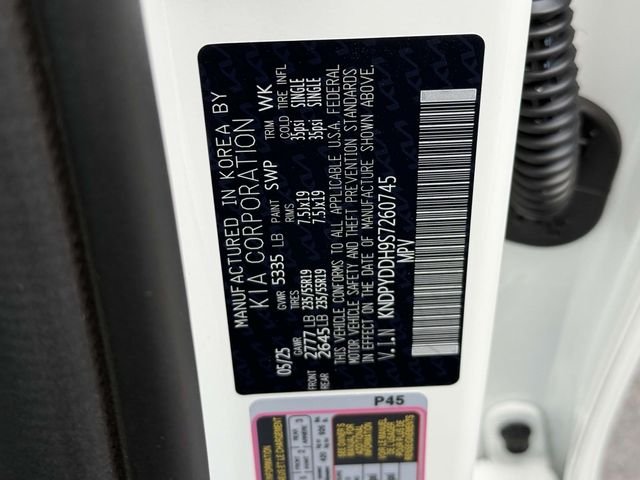 MANUFACTURED IN KOREA BY
KIA CORPORATION
05/25 GVWR 5335 LB PAINT SWP TRIM WK
TIRES RIMS COLD TIRE INFL
FRONT 2777 LB 235/55R19 7.5Jx19 35psi SINGLE
REAR 2645 LB 235/55R19 7.5Jx19 35psi SINGLE
THIS VEHICLE CONFORMS TO ALL APPLICABLE U.S.A. FEDERAL
MOTOR VEHICLE SAFETY AND THEFT PREVENTION STANDARDS
IN EFFECT ON THE DATE OF MANUFACTURE SHOWN ABOVE.
V.I.N KNDPYDDH9S7260745
MPV
P45